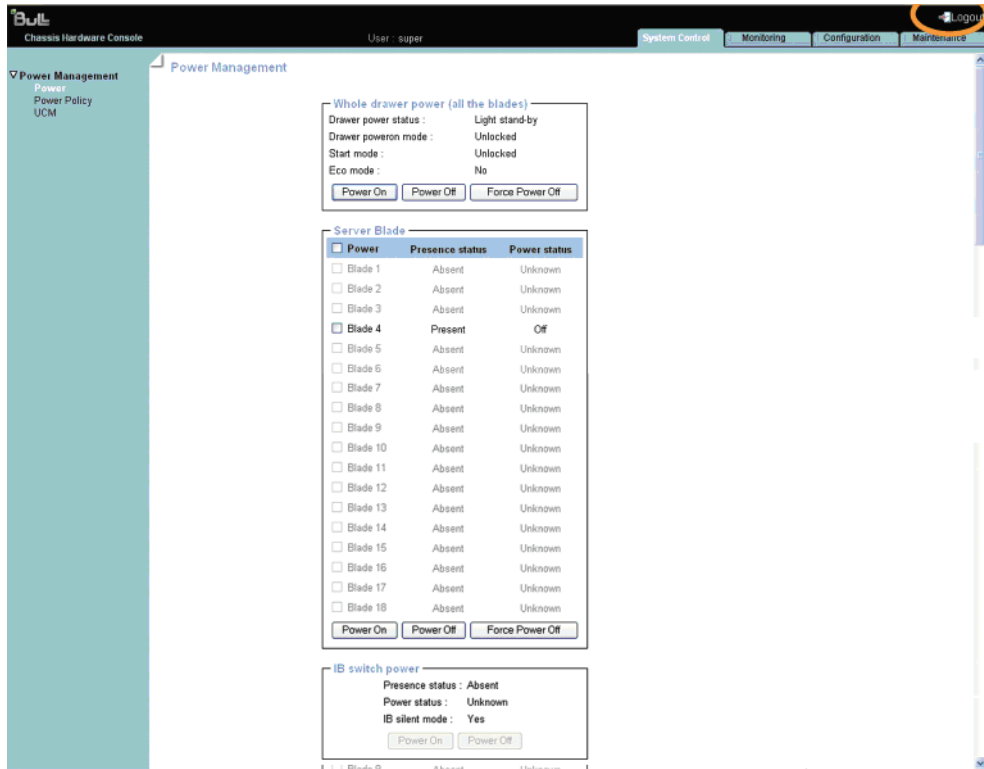 Bull
Logout
Chassis Hardware Console
User : super
System Control
Monitoring
Configuration
Maintenance
Power Management
Power
Power Policy
UCM
Power Management
Whole drawer power (all the blades)
Drawer power status : Light stand-by
Drawer poweron mode : Unlocked
Start mode : Unlocked
Eco mode : No
Power On Power Off Force Power Off
Server Blade
Power Presence status Power status
Blade 1 Absent Unknown
Blade 2 Absent Unknown
Blade 3 Absent Unknown
Blade 4 Present Off
Blade 5 Absent Unknown
Blade 6 Absent Unknown
Blade 7 Absent Unknown
Blade 8 Absent Unknown
Blade 9 Absent Unknown
Blade 10 Absent Unknown
Blade 11 Absent Unknown
Blade 12 Absent Unknown
Blade 13 Absent Unknown
Blade 14 Absent Unknown
Blade 15 Absent Unknown
Blade 16 Absent Unknown
Blade 17 Absent Unknown
Blade 18 Absent Unknown
Power On Power Off Force Power Off
IB switch power
Presence status : Absent
Power status : Unknown
IB silent mode : Yes
Power On Power Off